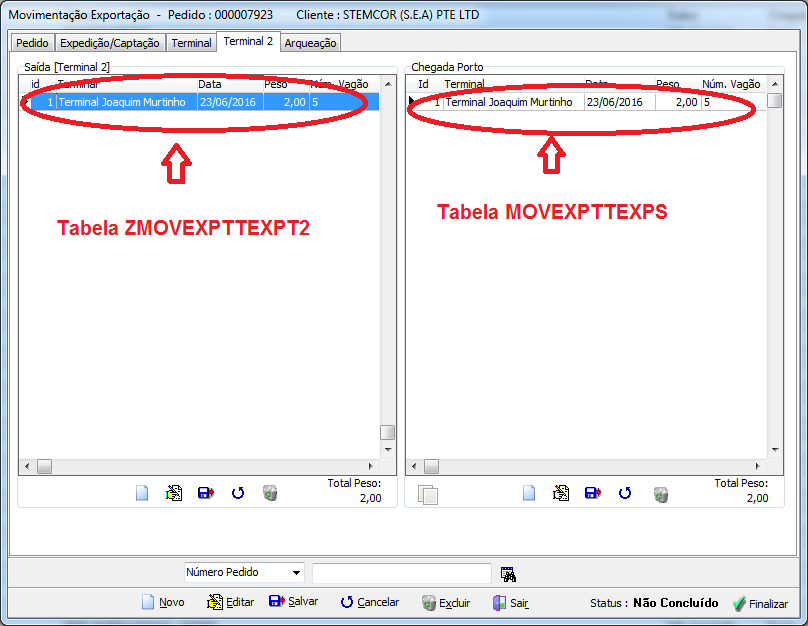 Movimentação Exportação - Pedido : 000007923 Cliente : STEMCOR (S.E.A) PTE LTD
Pedido Expedição/Captação Terminal Terminal 2 Arqueação
Saída [Terminal 2]
id Terminal Data Peso Núm. Vagão
1 Terminal Joaquim Murtinho 23/06/2016 2,00 5
Tabela ZMOVEXPTTEXPT2
Total Peso:
2,00
Chegada Porto
Id Terminal Data Peso Núm. Vagão
1 Terminal Joaquim Murtinho 23/06/2016 2,00 5
Tabela MOVEXPTTEXPS
Total Peso:
2,00
Número Pedido
Novo Editar Salvar Cancelar Excluir Sair Status : Não Concluído Finalizar